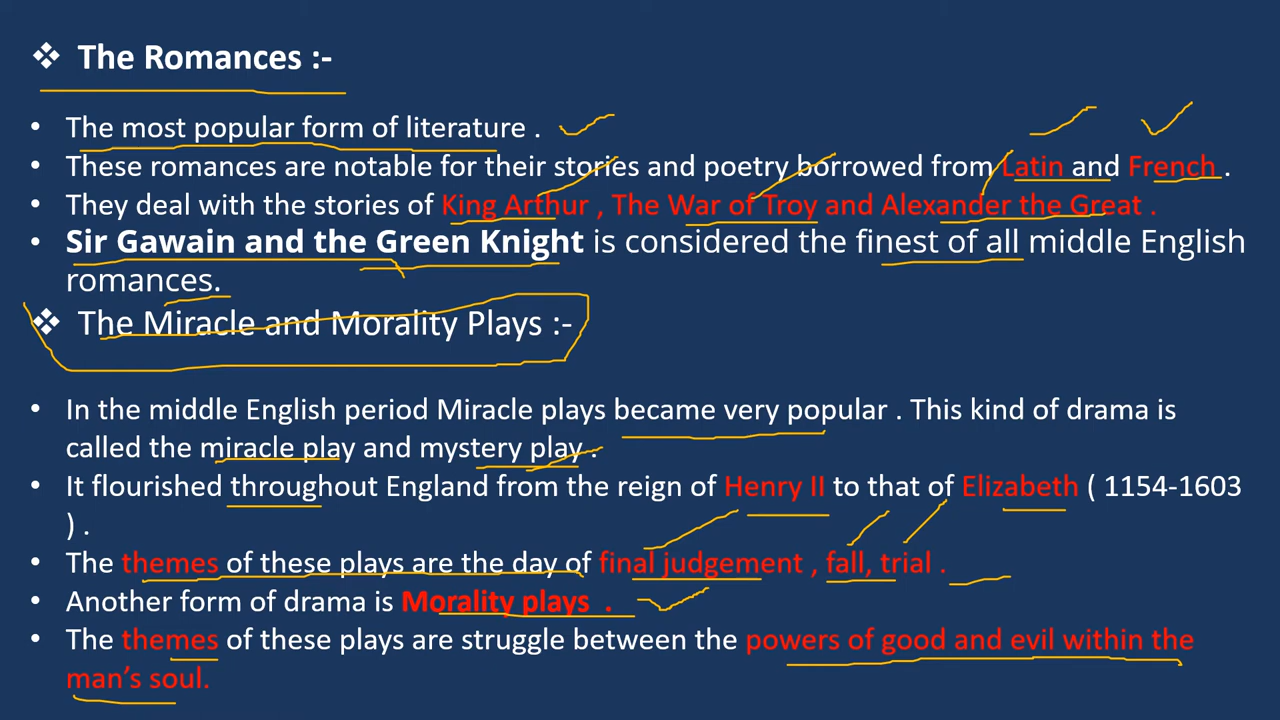 ❖ The Romances :-
• The most popular form of literature .
• These romances are notable for their stories and poetry borrowed from Latin and French .
• They deal with the stories of King Arthur , The War of Troy and Alexander the Great .
• Sir Gawain and the Green Knight is considered the finest of all middle English
romances.
❖ The Miracle and Morality Plays :-
• In the middle English period Miracle plays became very popular . This kind of drama is
called the miracle play and mystery play .
• It flourished throughout England from the reign of Henry II to that of Elizabeth ( 1154-1603
) .
• The themes of these plays are the day of final judgement , fall, trial .
• Another form of drama is Morality plays .
• The themes of these plays are struggle between the powers of good and evil within the
man’s soul.